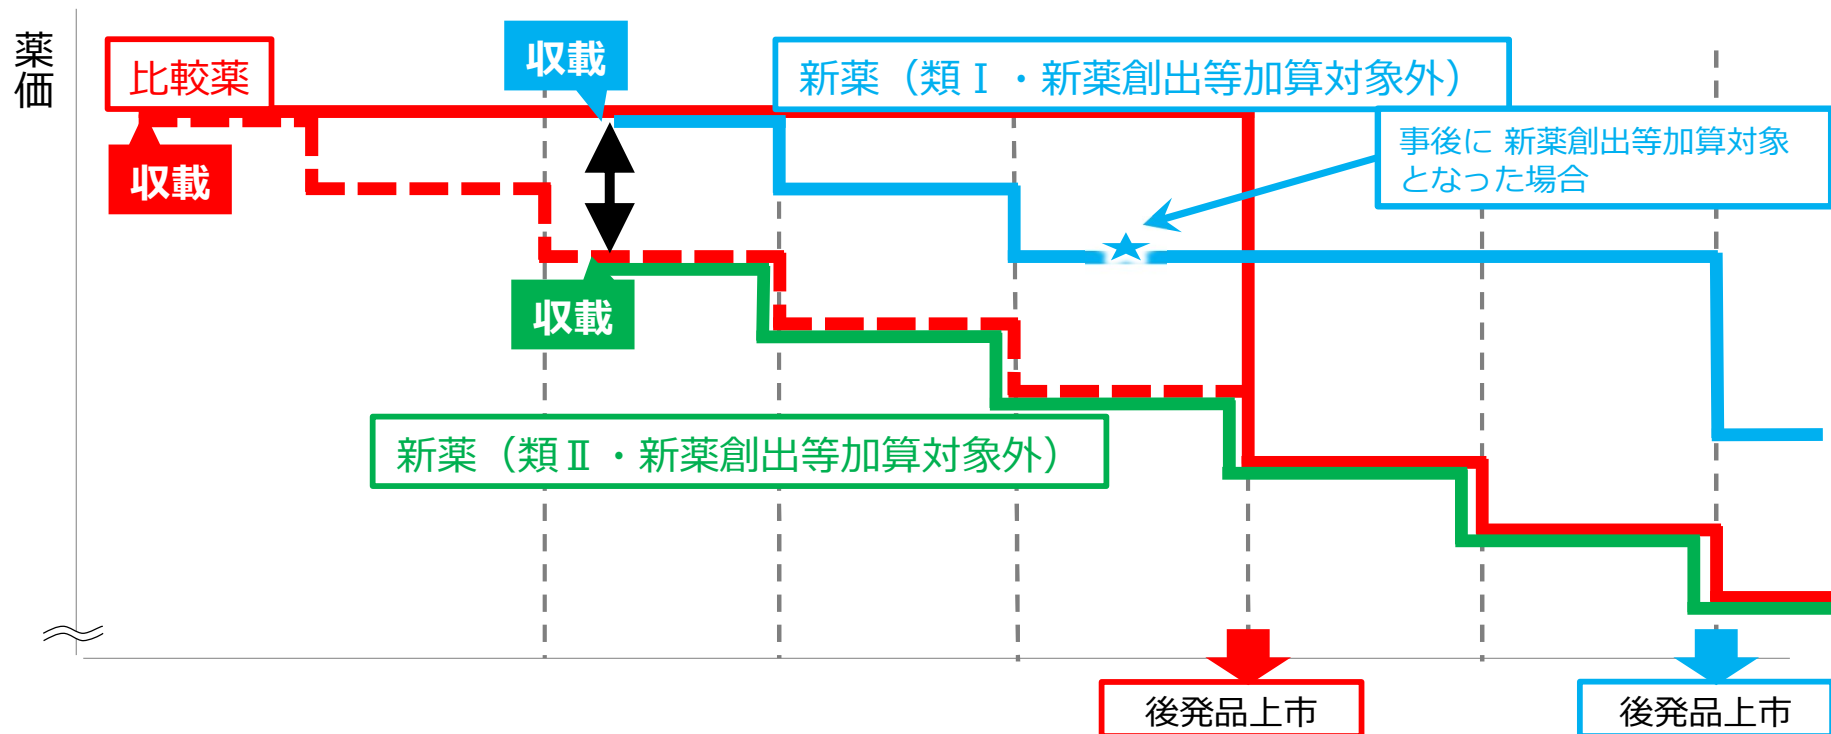 薬価
比較薬
収載
収載
新薬（類Ⅰ・新薬創出等加算対象外）
事後に 新薬創出等加算対象
となった場合
収載
新薬（類Ⅱ・新薬創出等加算対象外）
後発品上市
後発品上市